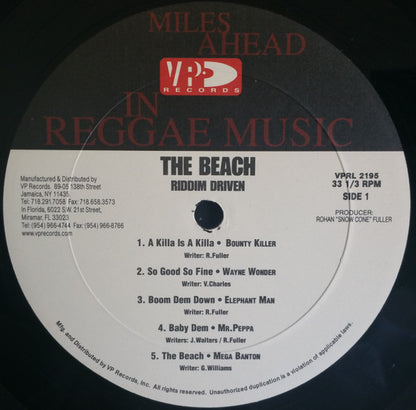 MILES
AHEAD
VP
RECORDS
IN
REGGAE MUSIC
THE BEACH
RIDDIM DRIVEN
Manufactured & Distributed by
VP Records. 89-05 138th Street
Jamaica, NY 11435
Tel: 718.291.7058 Fax: 718.658.3573
In Florida, 6022 S.W. 21st Street,
Miramar, FL 33023
Tel (954) 966-4744 / Fax: (954) 966-8766
www.vprecords.com
VPRL 2195
33 1/3 RPM
SIDE 1
PRODUCER:
ROHAN "SNOW CONE" FULLER
1. A Killa Is A Killa • BOUNTY KILLER
Writer: R.Fuller
2. So Good So Fine • WAYNE WONDER
Writer: V.Charles
3. Boom Dem Down • ELEPHANT MAN
Writer: R.Fuller
4. Baby Dem • MR.PEPPA
Writers: J.Walters / R.Fuller
5. The Beach • MEGA BANTON
Writer: G.Williams
Mfg. and Distributed by VP Records, Inc. All rights reserved. Unauthorized duplication is a violation of applicable laws.